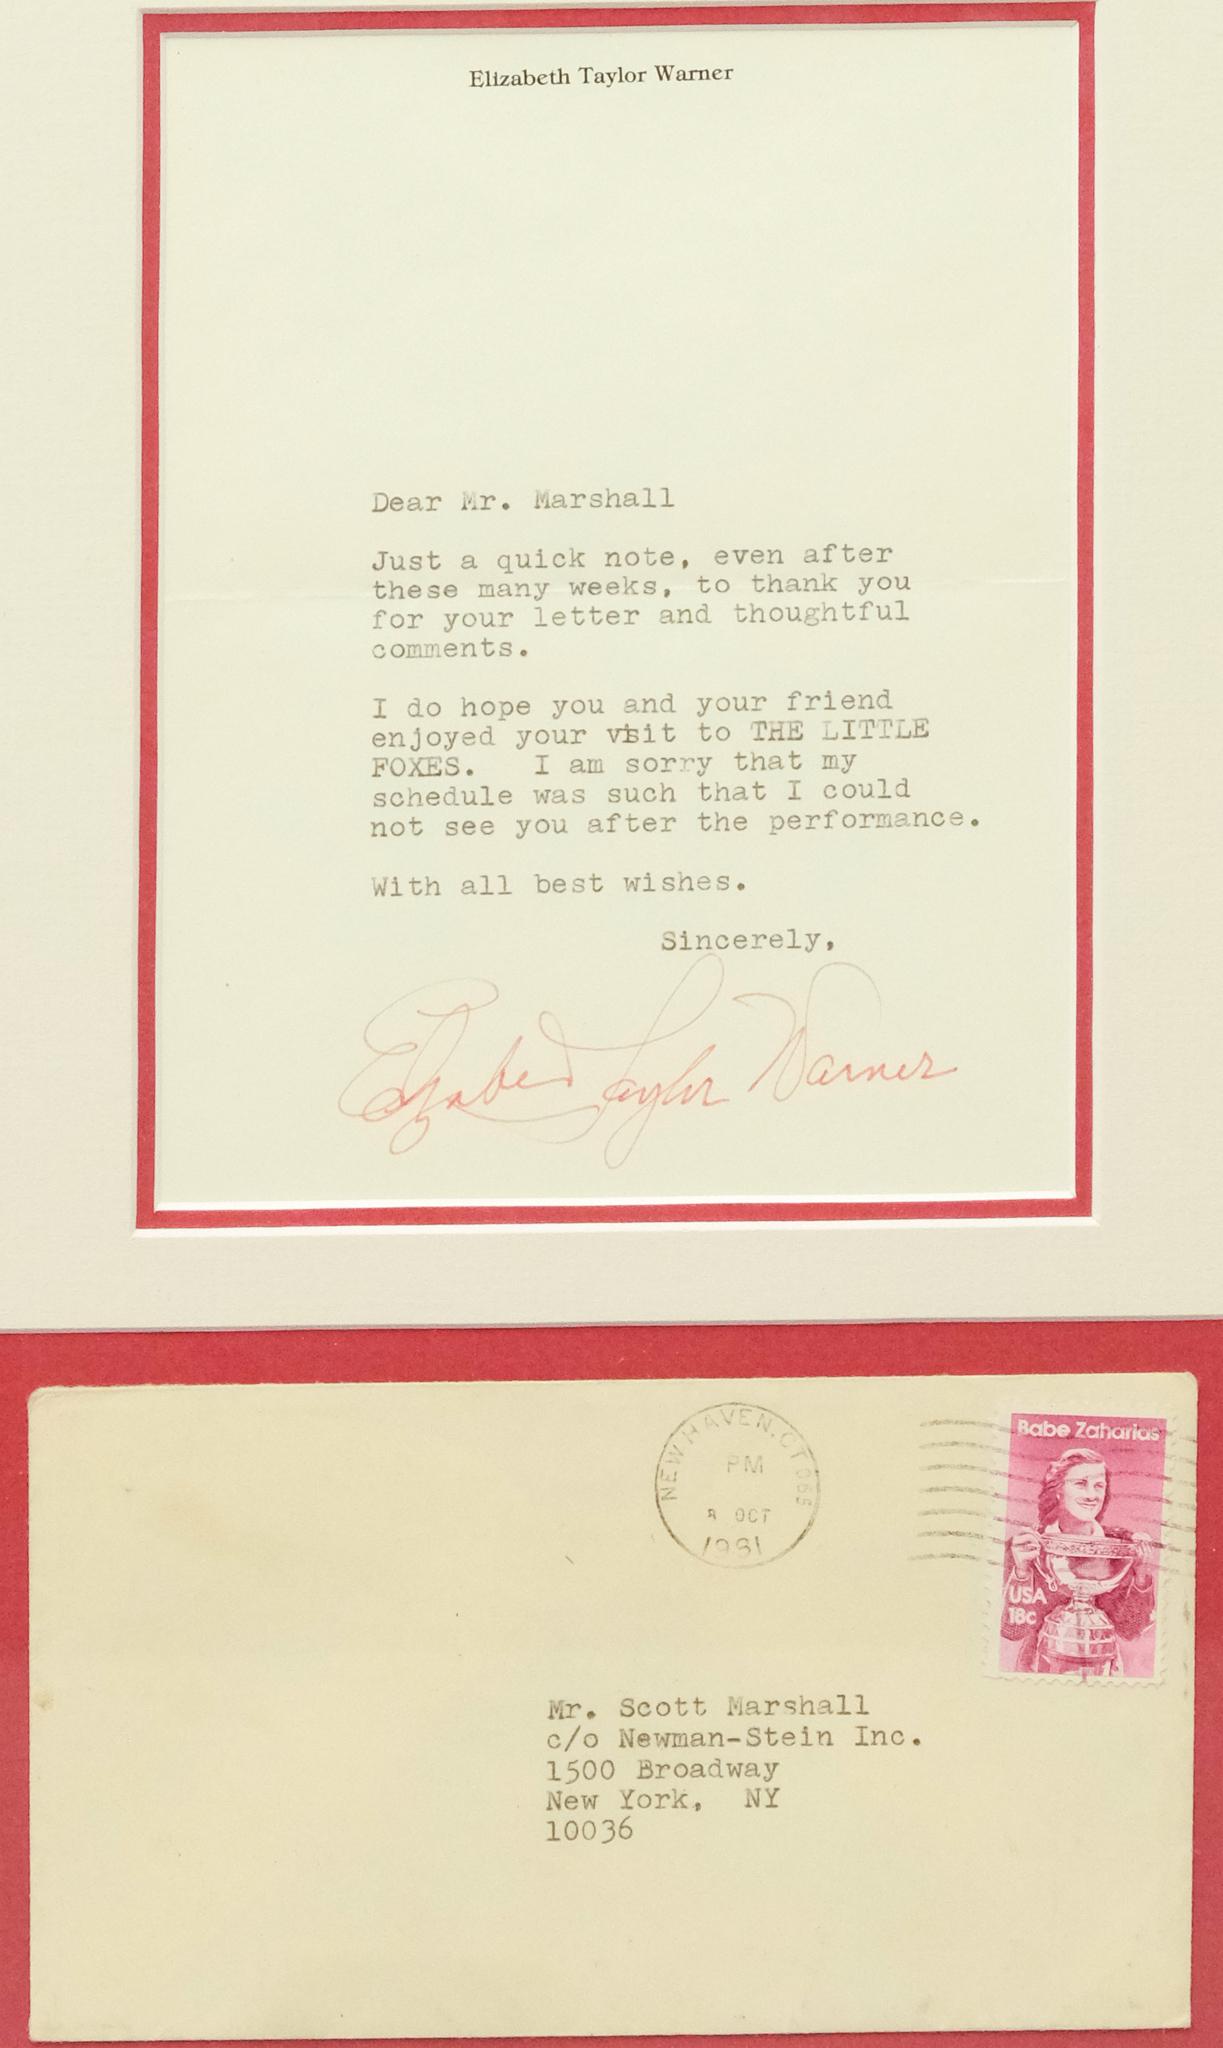 Elizabeth Taylor Warner
Dear Mr. Marshall
Just a quick note, even after
these many weeks, to thank you
for your letter and thoughtful
comments.
I do hope you and your friend
enjoyed your visit to THE LITTLE
FOXES. I am sorry that my
schedule was such that I could
not see you after the performance.
With all best wishes.
Sincerely,
Elizabeth Taylor Warner
NEW HAVEN, CT 065
PM
OCT
1981
Babe Zaharias
USA
18c
Mr. Scott Marshall
c/o Newman-Stein Inc.
1500 Broadway
New York, NY
10036